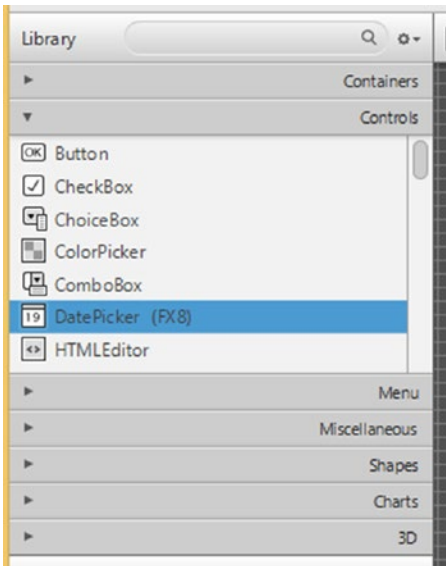 Library
Containers
Controls
OK Button
CheckBox
ChoiceBox
ColorPicker
ComboBox
19 DatePicker (FX8)
HTMLEditor
Menu
Miscellaneous
Shapes
Charts
3D